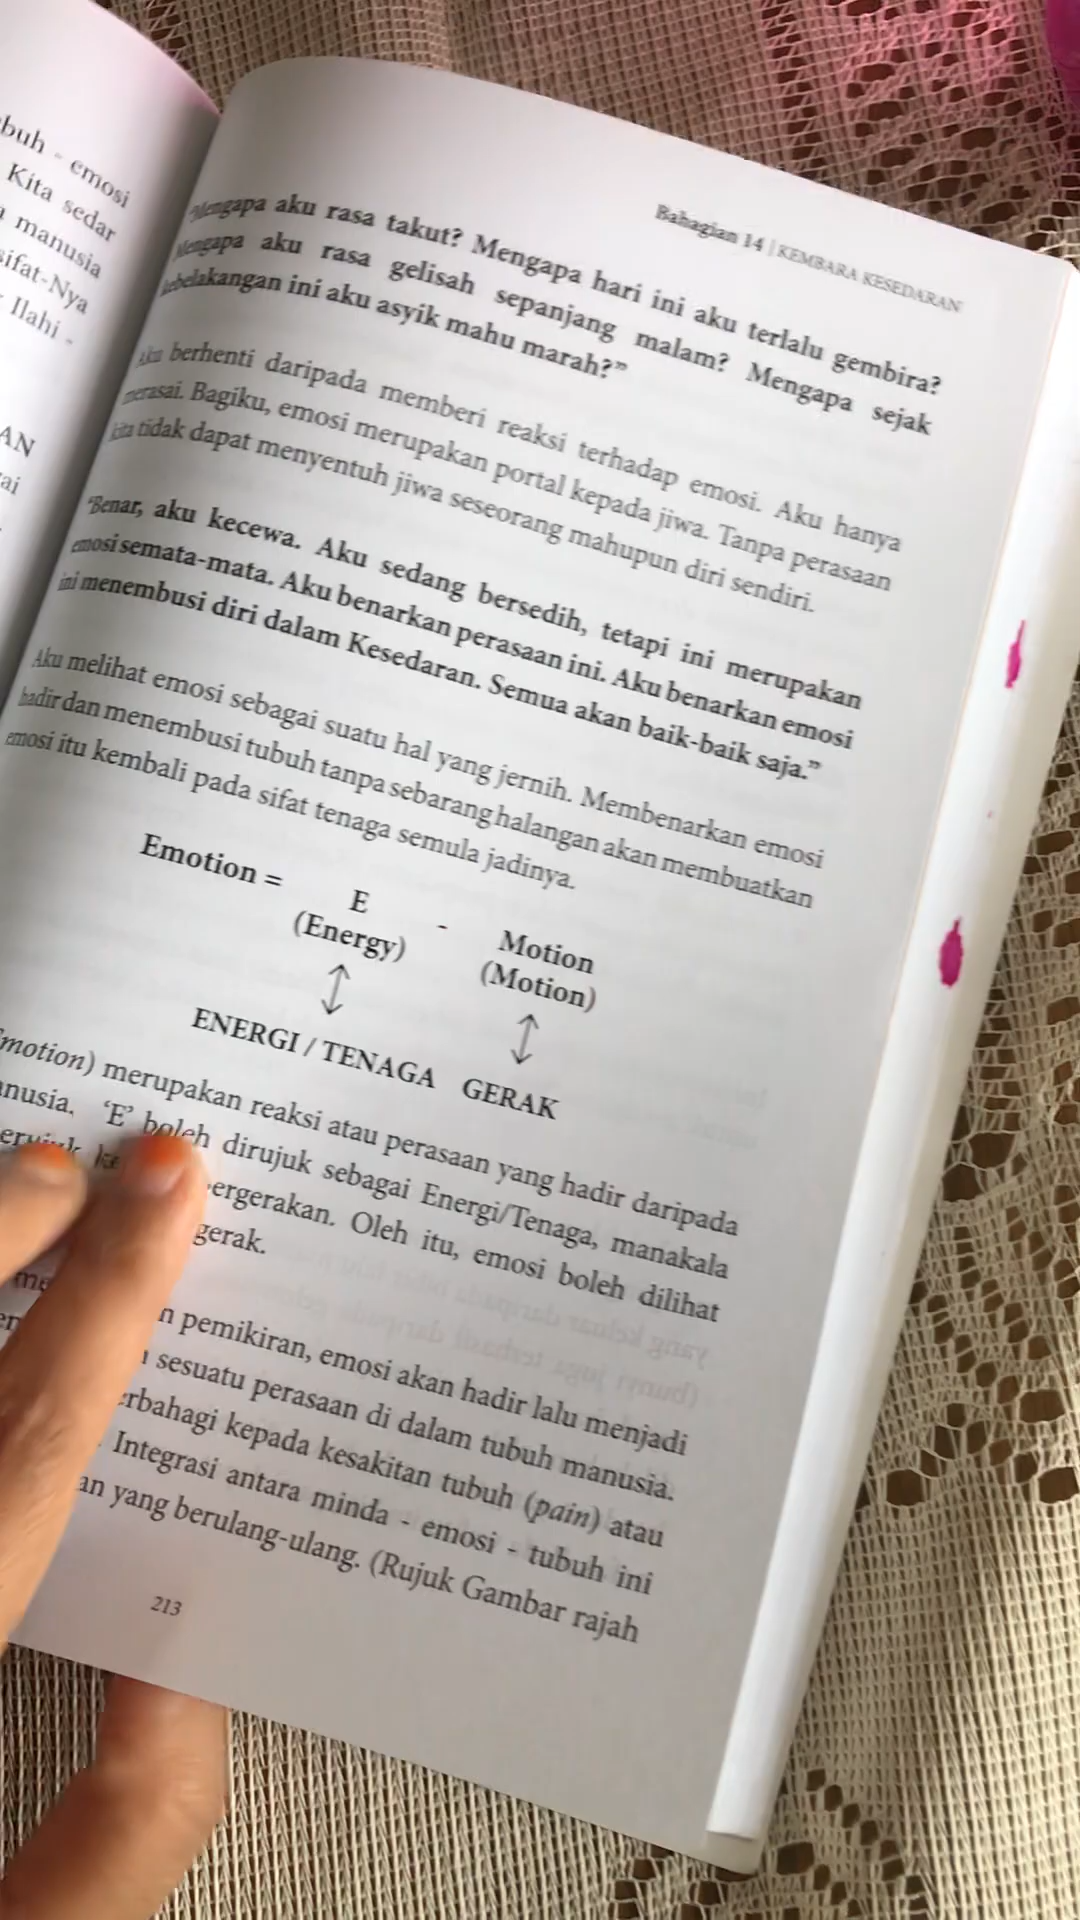 buh - emosi
Kita sedar
manusia
sifat-Nya
Ilahi -
AN
Bahagian 14 | KEMBARA KESEDARAN
"Mengapa aku rasa takut? Mengapa hari ini aku terlalu gembira?
Mengapa aku rasa gelisah sepanjang malam? Mengapa sejak
kebelakangan ini aku asyik mahu marah?"
Aku berhenti daripada memberi reaksi terhadap emosi. Aku hanya
merasai. Bagiku, emosi merupakan portal kepada jiwa. Tanpa perasaan
kita tidak dapat menyentuh jiwa seseorang mahupun diri sendiri.
"Benar, aku kecewa. Aku sedang bersedih, tetapi ini merupakan
emosi semata-mata. Aku benarkan perasaan ini. Aku benarkan emosi
ini menembusi diri dalam Kesedaran. Semua akan baik-baik saja."
Aku melihat emosi sebagai suatu hal yang jernih. Membenarkan emosi
hadir dan menembusi tubuh tanpa sebarang halangan akan membuatkan
emosi itu kembali pada sifat tenaga semula jadinya.
Emotion = E - Motion
(Energy) (Motion)
ENERGI / TENAGA GERAK
Emotion) merupakan reaksi atau perasaan yang hadir daripada
anusia. 'E' boleh dirujuk sebagai Energi/Tenaga, manakala
ergerakan. Oleh itu, emosi boleh dilihat
gerak.
n pemikiran, emosi akan hadir lalu menjadi
sesuatu perasaan di dalam tubuh manusia.
erbahagi kepada kesakitan tubuh (pain) atau
. Integrasi antara minda - emosi - tubuh ini
an yang berulang-ulang. (Rujuk Gambar rajah
213